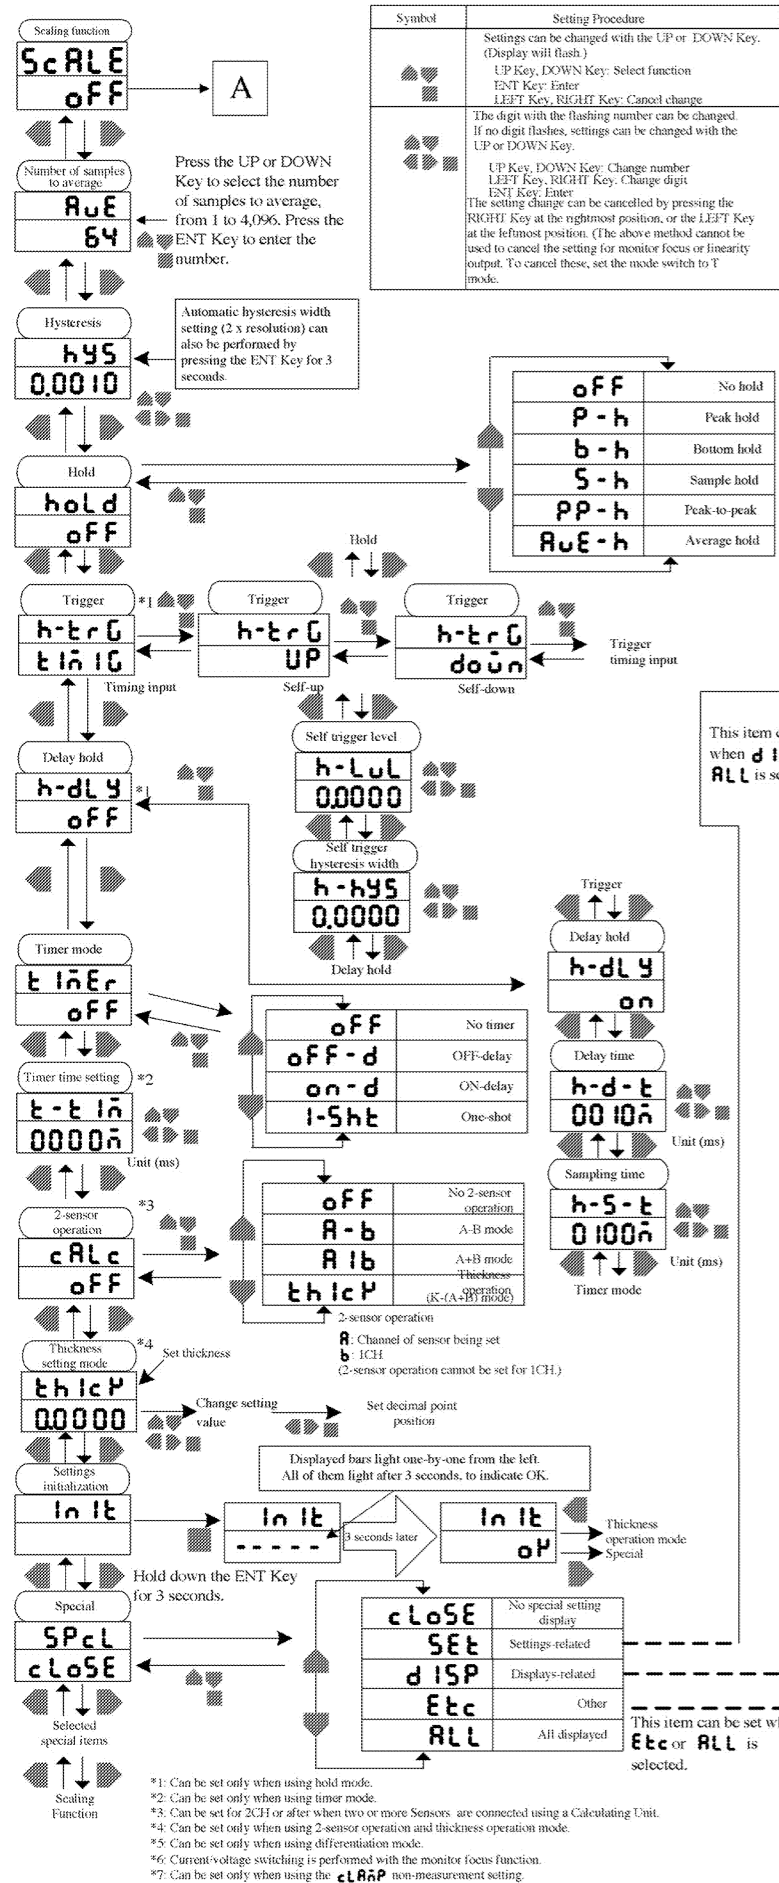 Scaling function
ScALE
oFF
A
Symbol
Setting Procedure
Settings can be changed with the UP or DOWN Key.
(Display will flash.)
UP Key, DOWN Key: Select function
ENT Key: Enter
LEFT Key, RIGHT Key: Cancel change
The digit with the flashing number can be changed.
If no digit flashes, settings can be changed with the
UP or DOWN Key.
UP Key, DOWN Key: Change number
LEFT Key, RIGHT Key: Change digit
ENT Key: Enter
The setting change can be cancelled by pressing the
RIGHT Key at the rightmost position, or the LEFT Key
at the leftmost position. (The above method cannot be
used to cancel the setting for monitor focus or linearity
output. To cancel these, set the mode switch to T
mode.
Number of samples
to average
AvE
64
Press the UP or DOWN
Key to select the number
of samples to average,
from 1 to 4,096. Press the
ENT Key to enter the
number.
Hysteresis
hYS
0.0010
Automatic hysteresis width
setting (2 x resolution) can
also be performed by
pressing the ENT Key for 3
seconds.
Hold
hoLd
oFF
oFF No hold
P-h Peak hold
b-h Bottom hold
S-h Sample hold
PP-h Peak-to-peak
AvE-h Average hold
Hold
Trigger *1
h-trG
tIMIG
Timing input
Trigger
h-trG
UP
Self-up
Trigger
h-trG
down
Self-down
Trigger
timing input
Self trigger level
h-LvL
0.0000
Self trigger
hysteresis width
h-hYS
0.0000
Delay hold
Delay hold
h-dLY *1
oFF
This item c
when dI
ALL is se
Trigger
Delay hold
h-dLY
on
Delay time
h-d-t
0010m
Unit (ms)
Sampling time
h-S-t
0100m
Unit (ms)
Timer mode
Timer mode
tIMEr
oFF
oFF No timer
oFF-d OFF-delay
on-d ON-delay
1-Sht One-shot
Timer time setting *2
t-tIM
0000m
Unit (ms)
2-sensor
operation *3
cALc
oFF
oFF No 2-sensor
operation
A-b A-B mode
A1b A+B mode
thIcK Thickness
operation
(K-(A+B) mode)
2-sensor operation
A: Channel of sensor being set
b: 1CH
(2-sensor operation cannot be set for 1CH.)
Thickness
setting mode *4
thIcK
0.0000
Set thickness
Change setting
value
Set decimal point
position
Settings
initialization
InIt
Displayed bars light one-by-one from the left.
All of them light after 3 seconds, to indicate OK.
InIt
-----
3 seconds later
InIt
oK
Thickness
operation mode
Special
Hold down the ENT Key
for 3 seconds.
Special
SPcL
cLoSE
cLoSE No special setting
display
SEt Settings-related
dISP Displays-related
Etc Other
ALL All displayed
Selected
special items
Scaling
Function
This item can be set wh
Etc or ALL is
selected.
*1: Can be set only when using hold mode.
*2: Can be set only when using timer mode.
*3: Can be set for 2CH or after when two or more Sensors are connected using a Calculating Unit.
*4: Can be set only when using 2-sensor operation and thickness operation mode.
*5: Can be set only when using differentiation mode.
*6: Current/voltage switching is performed with the monitor focus function.
*7: Can be set only when using the cLAMP non-measurement setting.